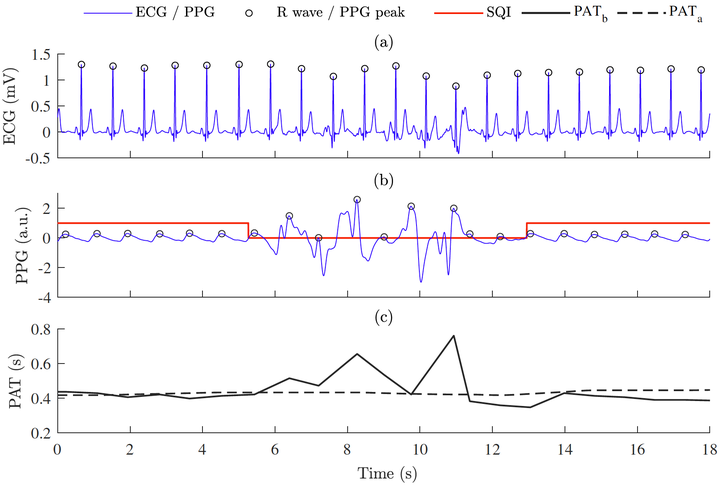 ECG / PPG R wave / PPG peak SQI PAT_b PAT_a
(a)
1.5
1
0.5
0
-0.5
ECG (mV)
(b)
2
0
-2
-4
PPG (a.u.)
(c)
0.8
0.6
0.4
0.2
PAT (s)
0 2 4 6 8 10 12 14 16 18
Time (s)